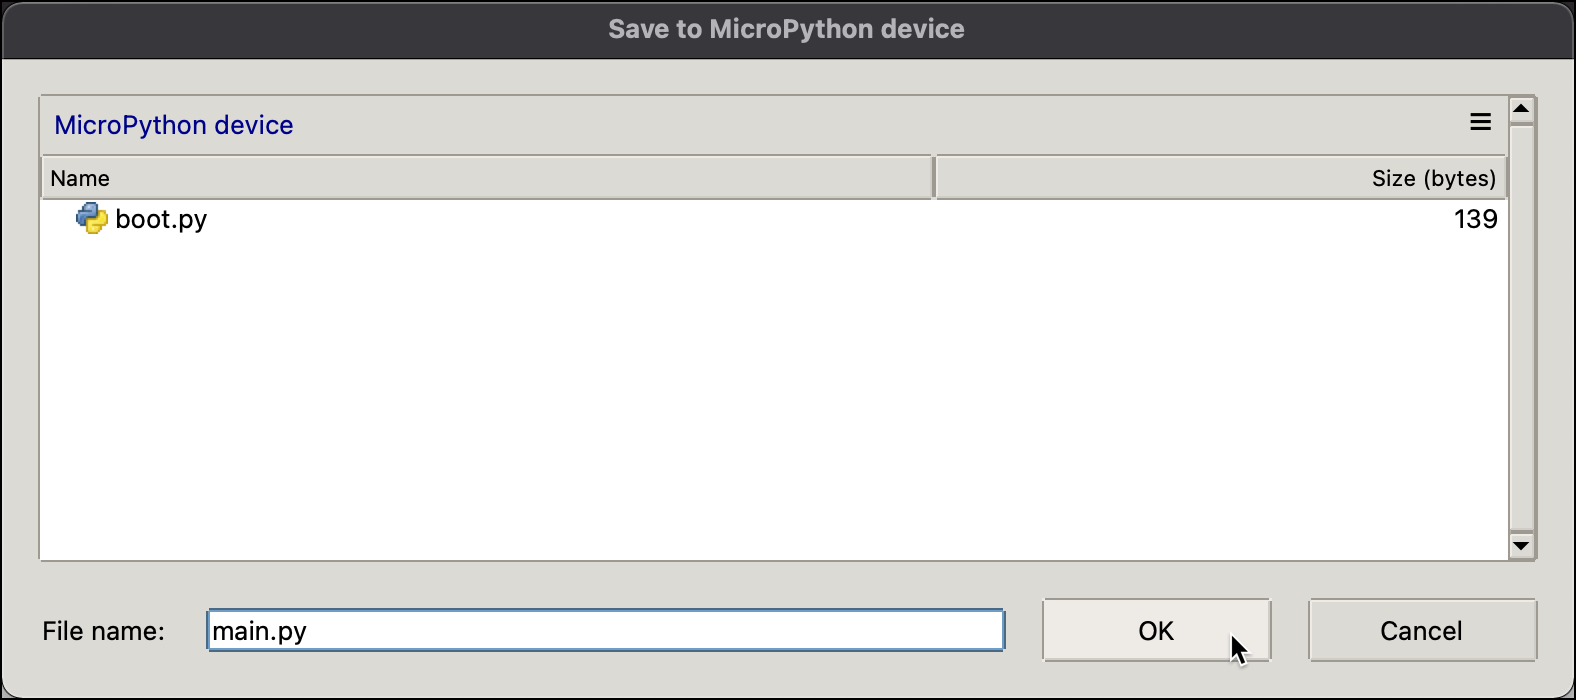 Save to MicroPython device
MicroPython device
Name Size (bytes)
boot.py 139
File name: main.py OK Cancel